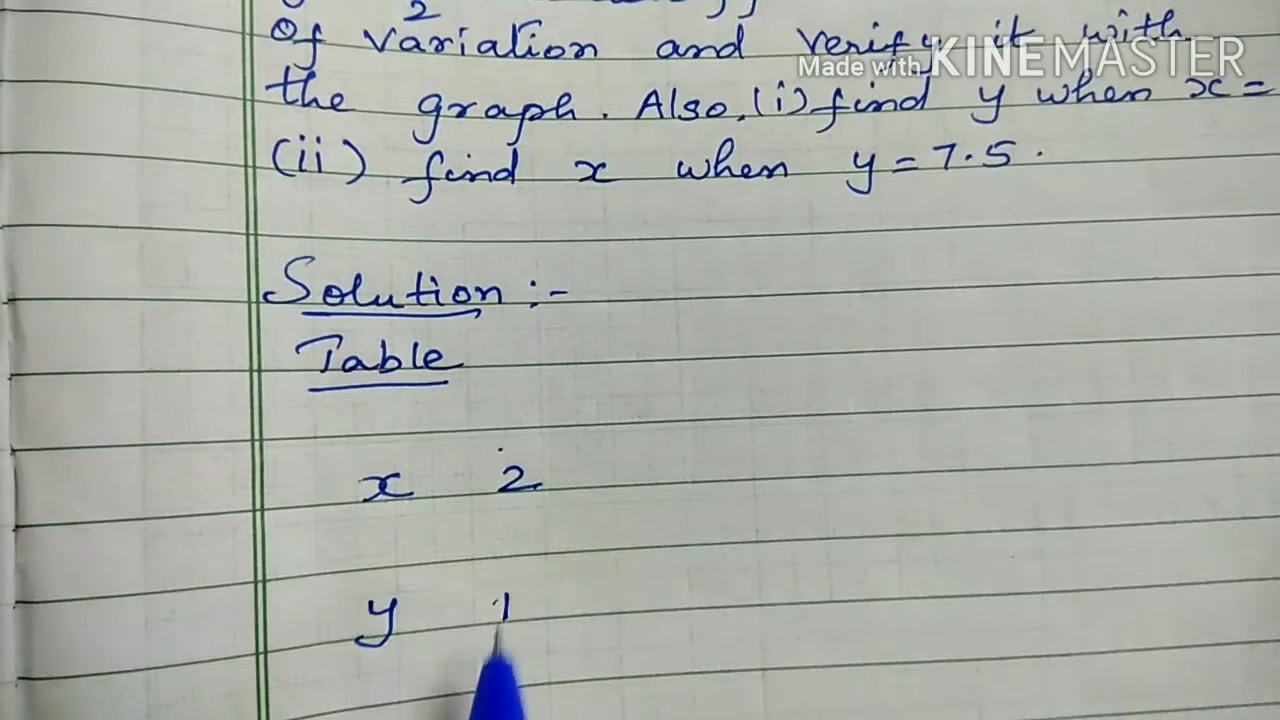 2
of variation and verify it with
Made with KINEMASTER
the graph. Also, (i) find y when x =
(ii) find x when y = 7.5.
Solution :-
Table
x 2
y 1